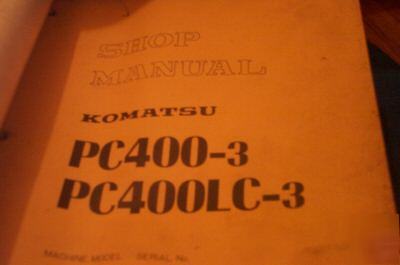 SHOP
MANUAL
KOMATSU
PC400-3
PC400LC-3
MACHINE MODEL SERIAL No.